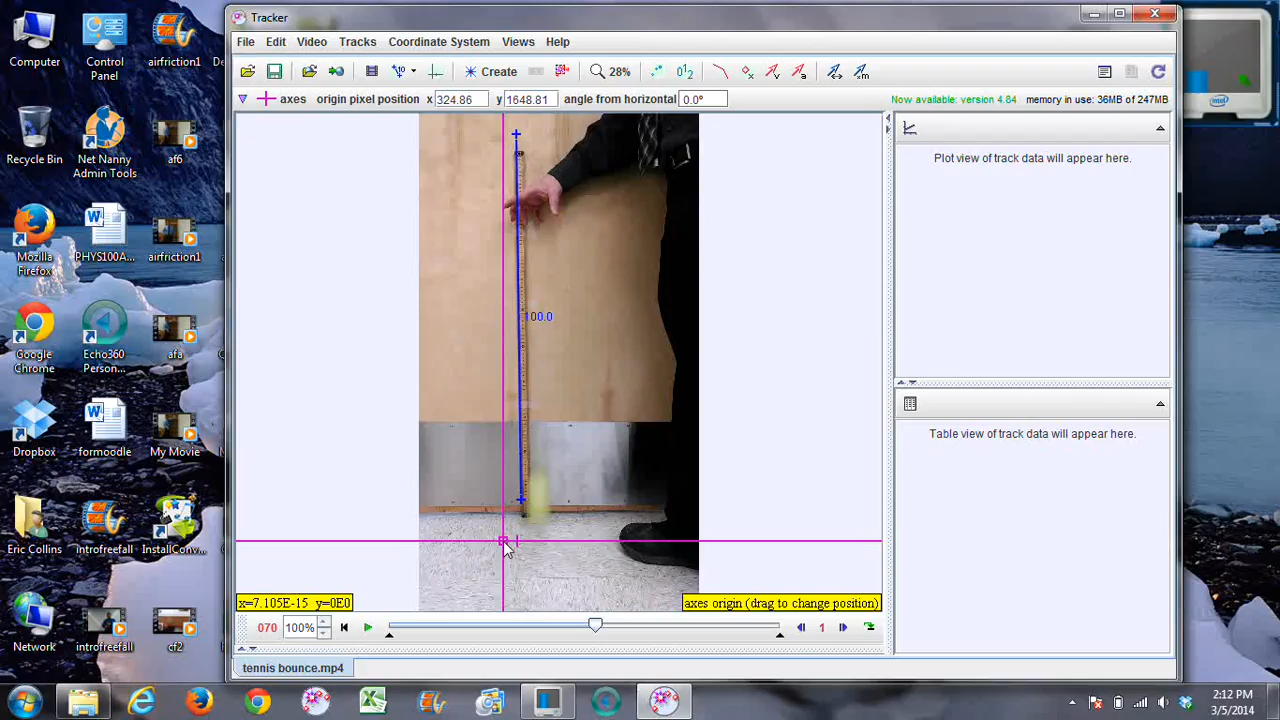 Computer
Control Panel
airfriction1
De
Recycle Bin
Net Nanny Admin Tools
af6
Mozilla Firefox
PHYS100A...
airfriction1
Google Chrome
Echo360 Person...
afa
Dropbox
formoodle
My Movie
Eric Collins
introfreefall
InstallConv...
Network
introfreefall
cf2
Tracker
File Edit Video Tracks Coordinate System Views Help
Create 28%
axes origin pixel position x 324.86 y 1648.81 angle from horizontal 0.0°
Now available: version 4.84 memory in use: 36MB of 247MB
100.0
Plot view of track data will appear here.
Table view of track data will appear here.
x=7.105E-15 y=0E0
axes origin (drag to change position)
070 100% 1
tennis bounce.mp4
intel
2:12 PM
3/5/2014